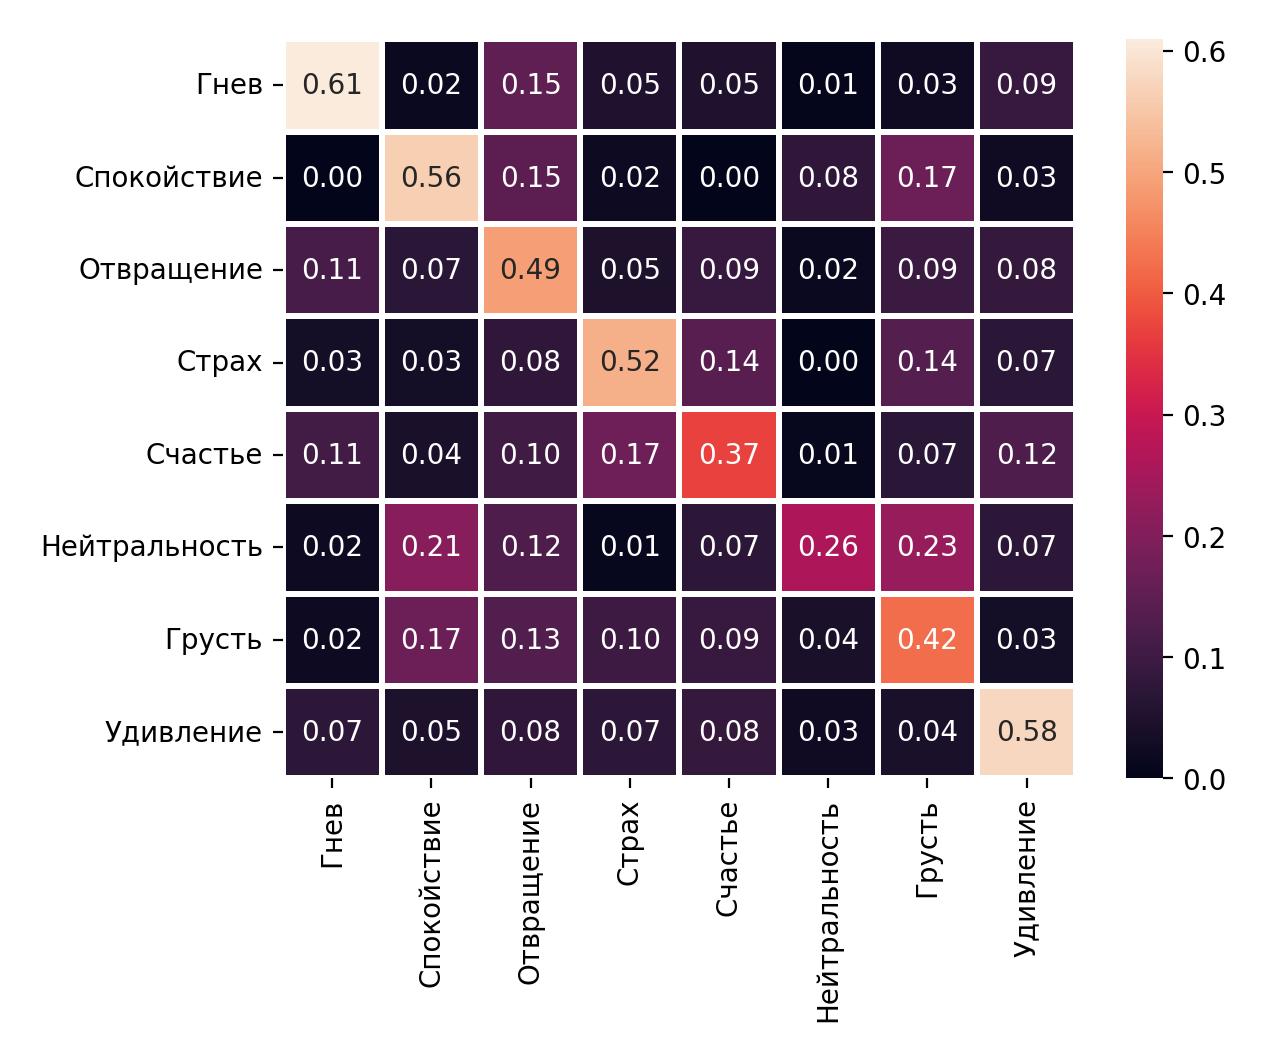 Гнев 0.61 0.02 0.15 0.05 0.05 0.01 0.03 0.09
Спокойствие 0.00 0.56 0.15 0.02 0.00 0.08 0.17 0.03
Отвращение 0.11 0.07 0.49 0.05 0.09 0.02 0.09 0.08
Страх 0.03 0.03 0.08 0.52 0.14 0.00 0.14 0.07
Счастье 0.11 0.04 0.10 0.17 0.37 0.01 0.07 0.12
Нейтральность 0.02 0.21 0.12 0.01 0.07 0.26 0.23 0.07
Грусть 0.02 0.17 0.13 0.10 0.09 0.04 0.42 0.03
Удивление 0.07 0.05 0.08 0.07 0.08 0.03 0.04 0.58
Гнев
Спокойствие
Отвращение
Страх
Счастье
Нейтральность
Грусть
Удивление
0.6
0.5
0.4
0.3
0.2
0.1
0.0